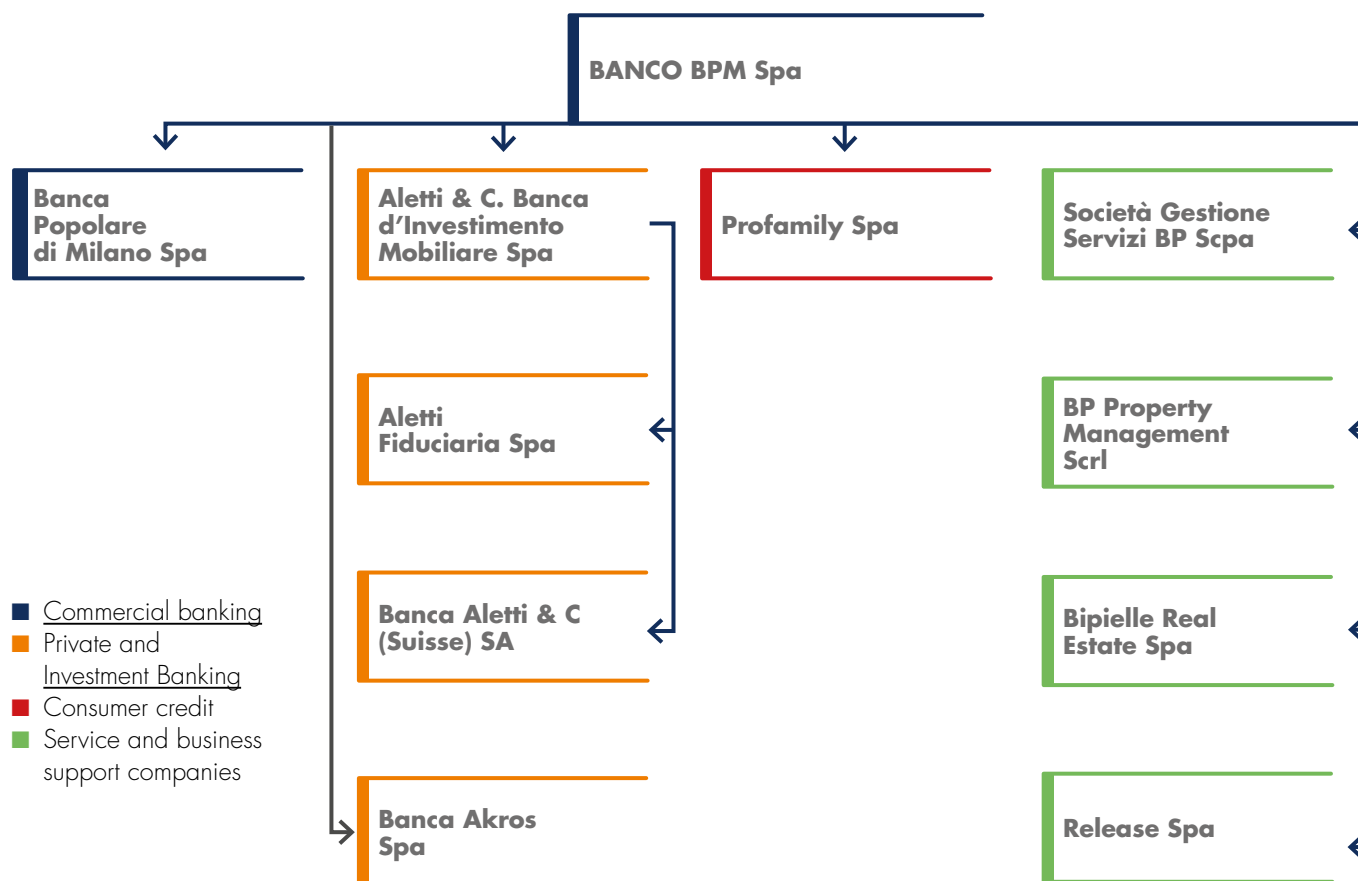 BANCO BPM Spa
Banca
Popolare
di Milano Spa
Aletti & C. Banca
d’Investimento
Mobiliare Spa
Profamily Spa
Società Gestione
Servizi BP Scpa
Aletti
Fiduciaria Spa
BP Property
Management
Scrl
Banca Aletti & C
(Suisse) SA
Bipielle Real
Estate Spa
Banca Akros
Spa
Release Spa
Commercial banking
Private and
Investment Banking
Consumer credit
Service and business
support companies